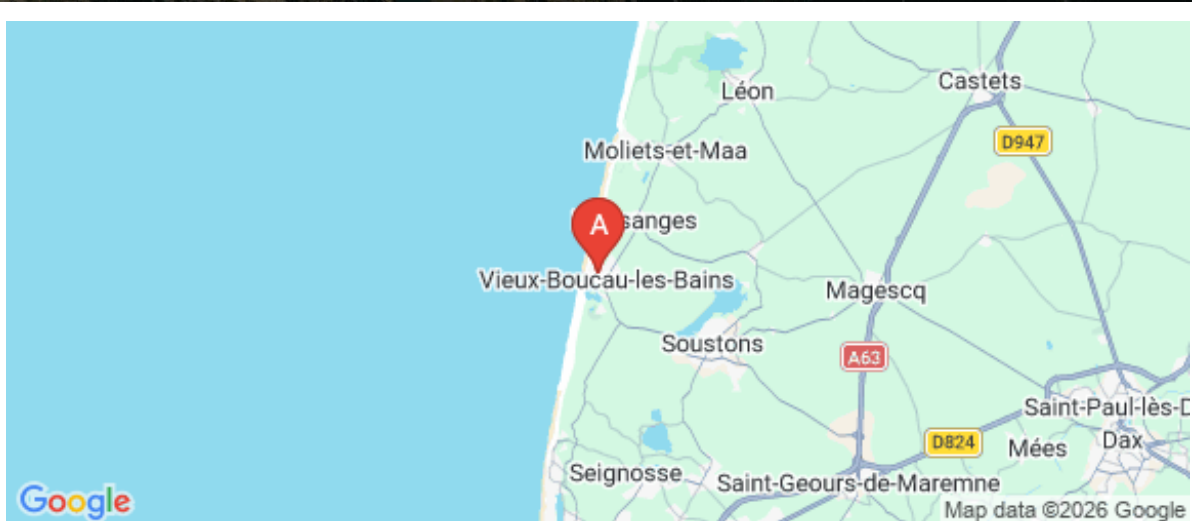 Castets
Léon
D947
Moliets-et-Maa
A
sanges
Vieux-Boucau-les-Bains
Magescq
Soustons
A63
Saint-Paul-lès-D
D824
Mées
Dax
Seignosse
Saint-Geours-de-Maremne
Google
Map data ©2026 Google